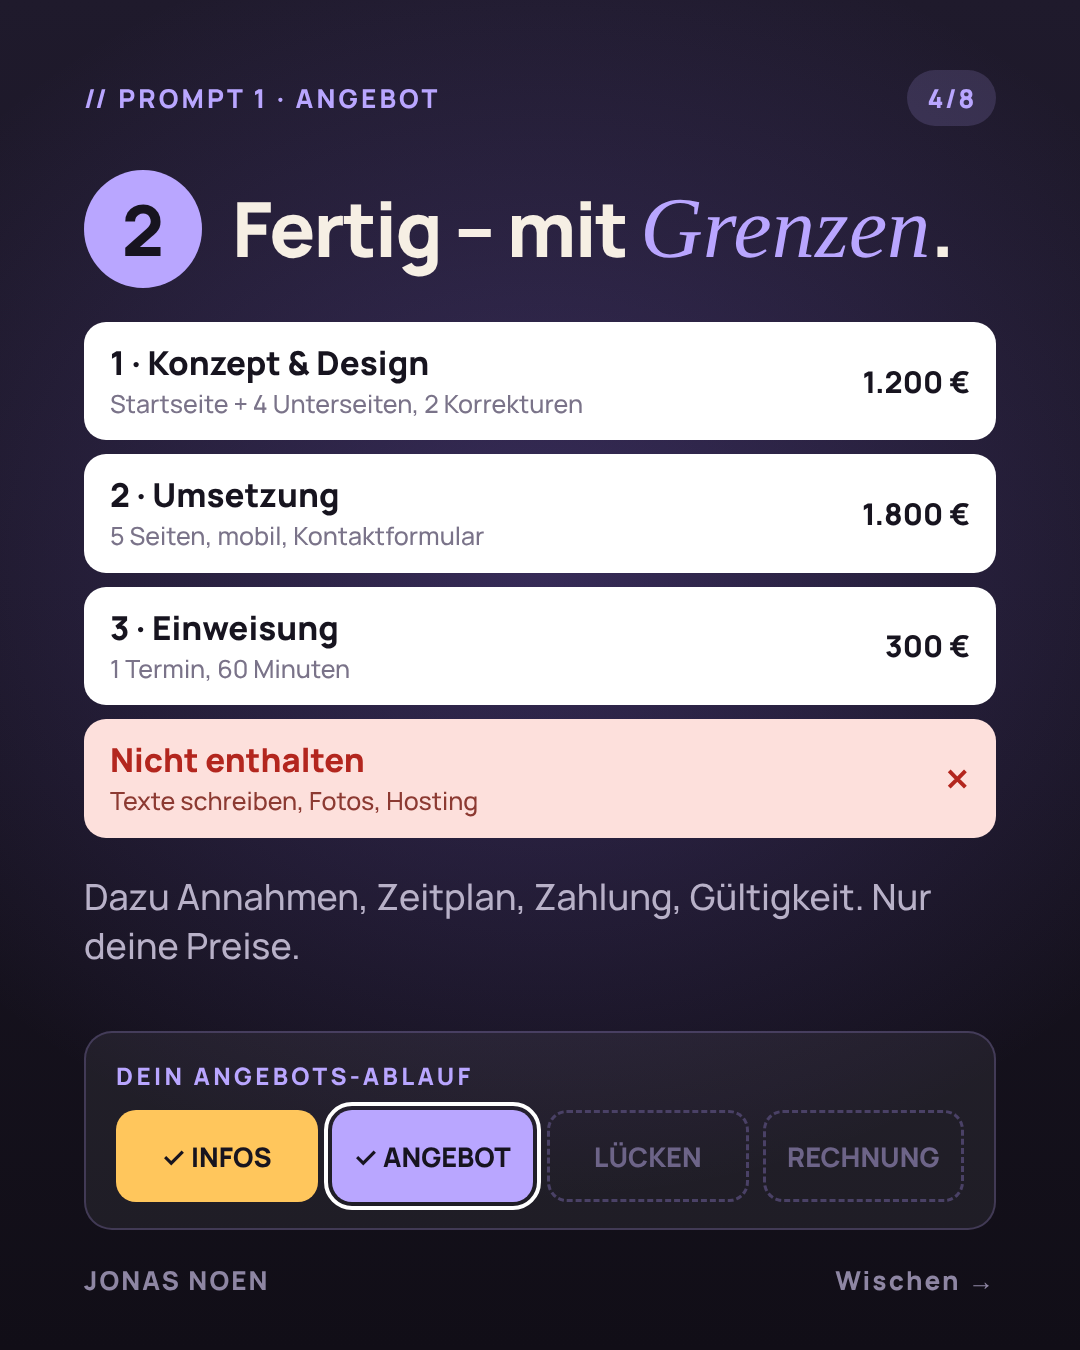 // PROMPT 1 · ANGEBOT
4/8
2
Fertig – mit Grenzen.
1 · Konzept & Design
Startseite + 4 Unterseiten, 2 Korrekturen
1.200 €
2 · Umsetzung
5 Seiten, mobil, Kontaktformular
1.800 €
3 · Einweisung
1 Termin, 60 Minuten
300 €
Nicht enthalten
Texte schreiben, Fotos, Hosting
✕
Dazu Annahmen, Zeitplan, Zahlung, Gültigkeit. Nur
deine Preise.
DEIN ANGEBOTS-ABLAUF
✓ INFOS
✓ ANGEBOT
LÜCKEN
RECHNUNG
JONAS NOEN
Wischen →